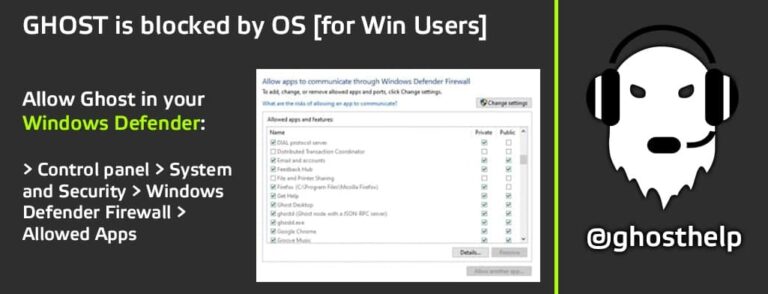 GHOST is blocked by OS [for Win Users]
Allow Ghost in your
Windows Defender:
> Control panel > System
and Security > Windows
Defender Firewall >
Allowed Apps
Allow apps to communicate through Windows Defender Firewall
To add, change, or remove allowed apps and ports, click Change settings.
What are the risks of allowing an app to communicate?
Change settings
Allowed apps and features:
Name Private Public
DIAL protocol server
Distributed Transaction Coordinator
Email and accounts
Feedback Hub
File and Printer Sharing
Firefox (C:\Program Files\Mozilla Firefox)
Get Help
Ghost Desktop
ghostd (Ghost node with a JSON-RPC server)
ghostd.exe
Google Chrome
Groove Music
Details... Remove
Allow another app...
@ghosthelp